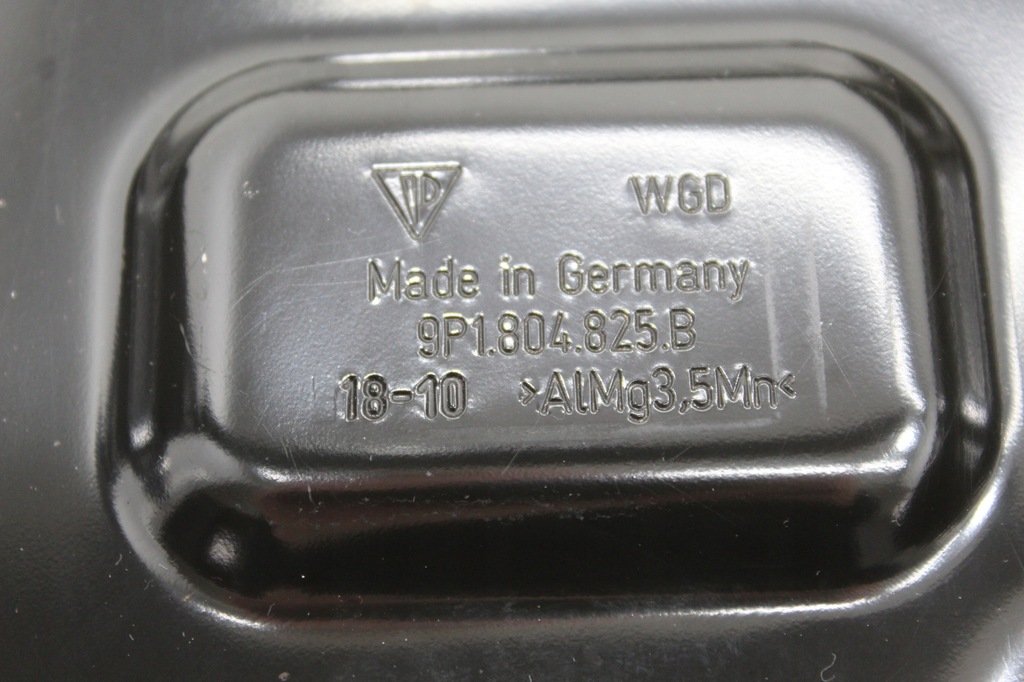 WGD
Made in Germany
9P1.804.825.B
18-10 >AlMg3,5Mn<